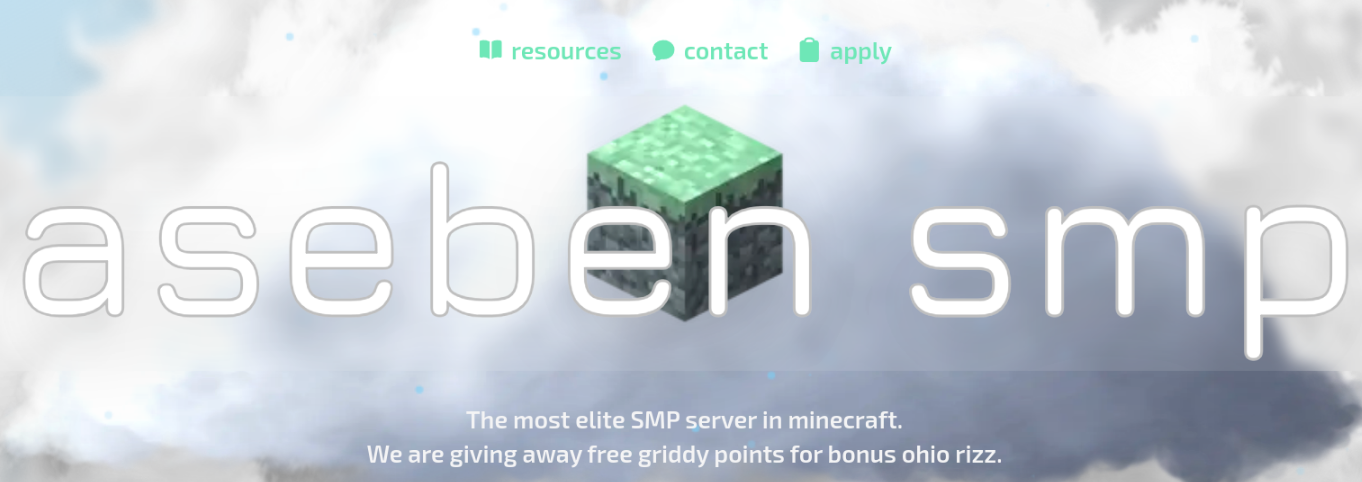 resources contact apply
aseben smp
The most elite SMP server in minecraft.
We are giving away free griddy points for bonus ohio rizz.